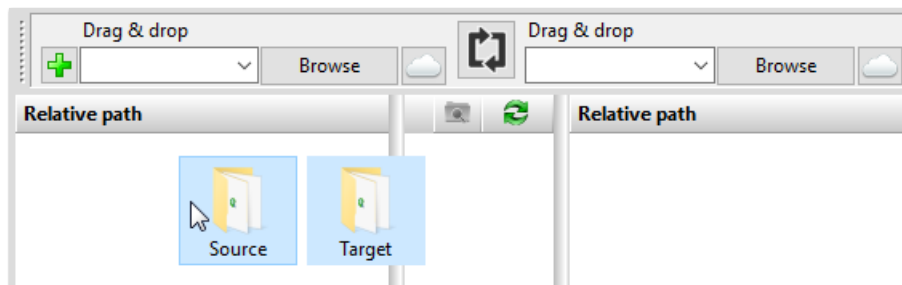 Drag & drop
Drag & drop
Browse
Browse
Relative path
Relative path
Source
Target